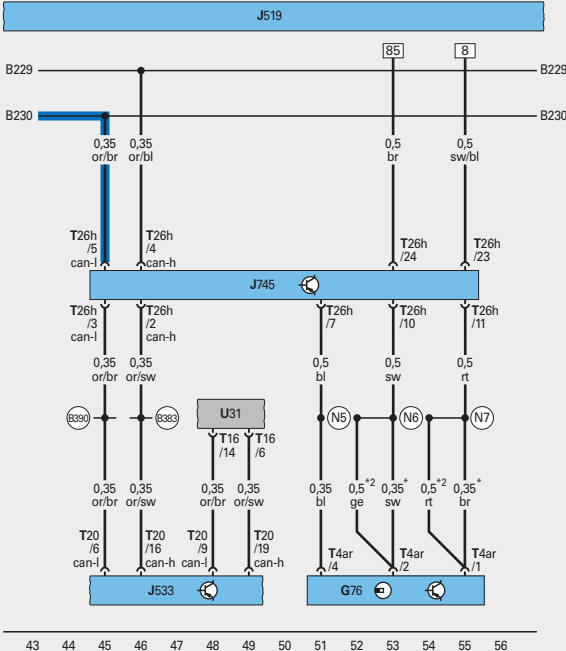 J519
85 8
B229 B229
B230 B230
0,35 0,35 0,5 0,5
or/br or/bl br sw/bl
T26h T26h T26h T26h
/5 /4 /24 /23
can-l can-h
J745
T26h T26h T26h T26h T26h
/3 /2 /7 /10 /11
can-l can-h
0,35 0,35 0,5 0,5 0,5
or/br or/sw bl sw rt
B390 B383 U31 N5 N6 N7
T16 T16
/14 /6
0,35 0,35 0,35 0,35 0,35 0,5*2 0,35* 0,5*2 0,35*
or/br or/sw or/br or/sw bl ge sw rt br
T20 T20 T20 T20 T4ar T4ar T4ar
/6 /16 /9 /19 /4 /2 /1
can-l can-h can-l can-h
J533 G76
43 44 45 46 47 48 49 50 51 52 53 54 55 56